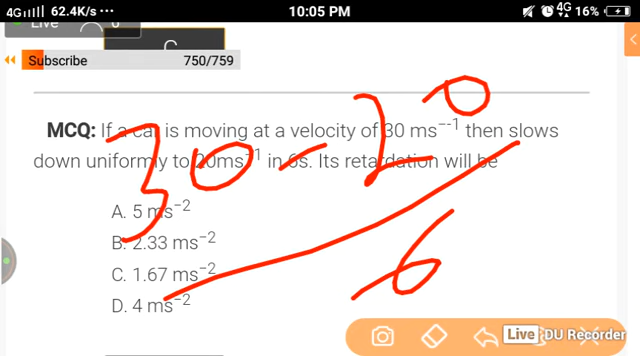 4G 62.4K/s... 10:05 PM 4G 16%
Live 6
C
Subscribe 750/759
MCQ: If a car is moving at a velocity of 30 ms⁻⁻¹ then slows
down uniformly to 20ms⁻¹ in 6s. Its retardation will be
30 - 20
6
A. 5 ms⁻²
B. 2.33 ms⁻²
C. 1.67 ms⁻²
D. 4 ms⁻²
Live DU Recorder